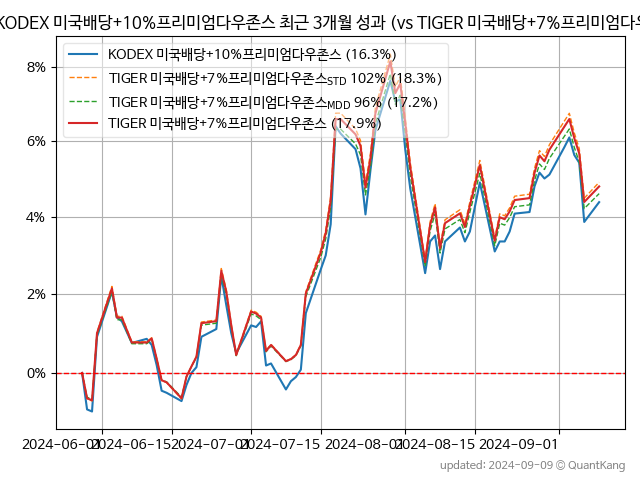 KODEX 미국배당+10%프리미엄다우존스 최근 3개월 성과 (vs TIGER 미국배당+7%프리미엄다우
KODEX 미국배당+10%프리미엄다우존스 (16.3%)
TIGER 미국배당+7%프리미엄다우존스STD 102% (18.3%)
TIGER 미국배당+7%프리미엄다우존스MDD 96% (17.2%)
TIGER 미국배당+7%프리미엄다우존스 (17.9%)
8%
6%
4%
2%
0%
2024-06-01 2024-06-15 2024-07-01 2024-07-15 2024-08-01 2024-08-15 2024-09-01
updated: 2024-09-09 © QuantKang